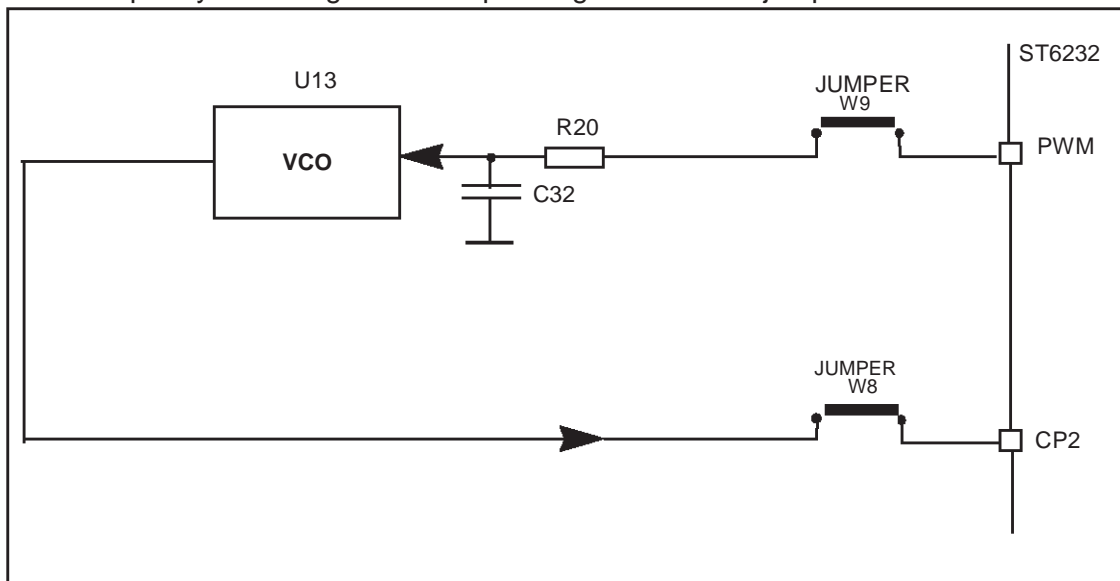 ST6232
U13
JUMPER
W9
R20
PWM
VCO
C32
JUMPER
W8
CP2